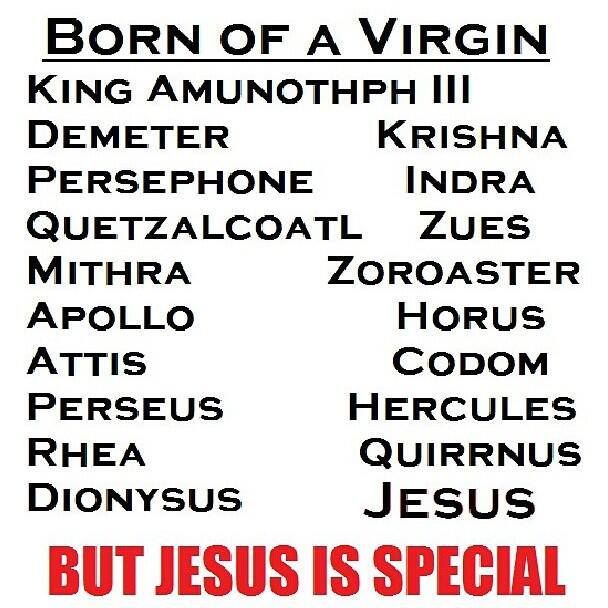 BORN OF A VIRGIN
KING AMUNOTHPH III
DEMETER KRISHNA
PERSEPHONE INDRA
QUETZALCOATL ZUES
MITHRA ZOROASTER
APOLLO HORUS
ATTIS CODOM
PERSEUS HERCULES
RHEA QUIRRNUS
DIONYSUS JESUS
BUT JESUS IS SPECIAL